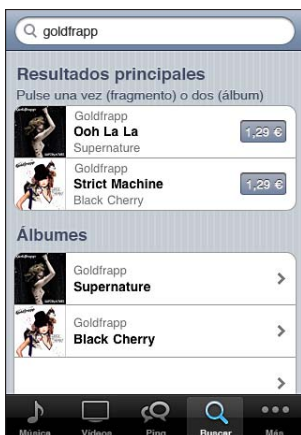 goldfrapp
Resultados principales
Pulse una vez (fragmento) o dos (álbum)
Goldfrapp
Ooh La La
1,29 €
Supernature
Goldfrapp
Strict Machine
1,29 €
Black Cherry
Álbumes
Goldfrapp
Supernature
Goldfrapp
Black Cherry
Música Vídeos Ping Buscar Más